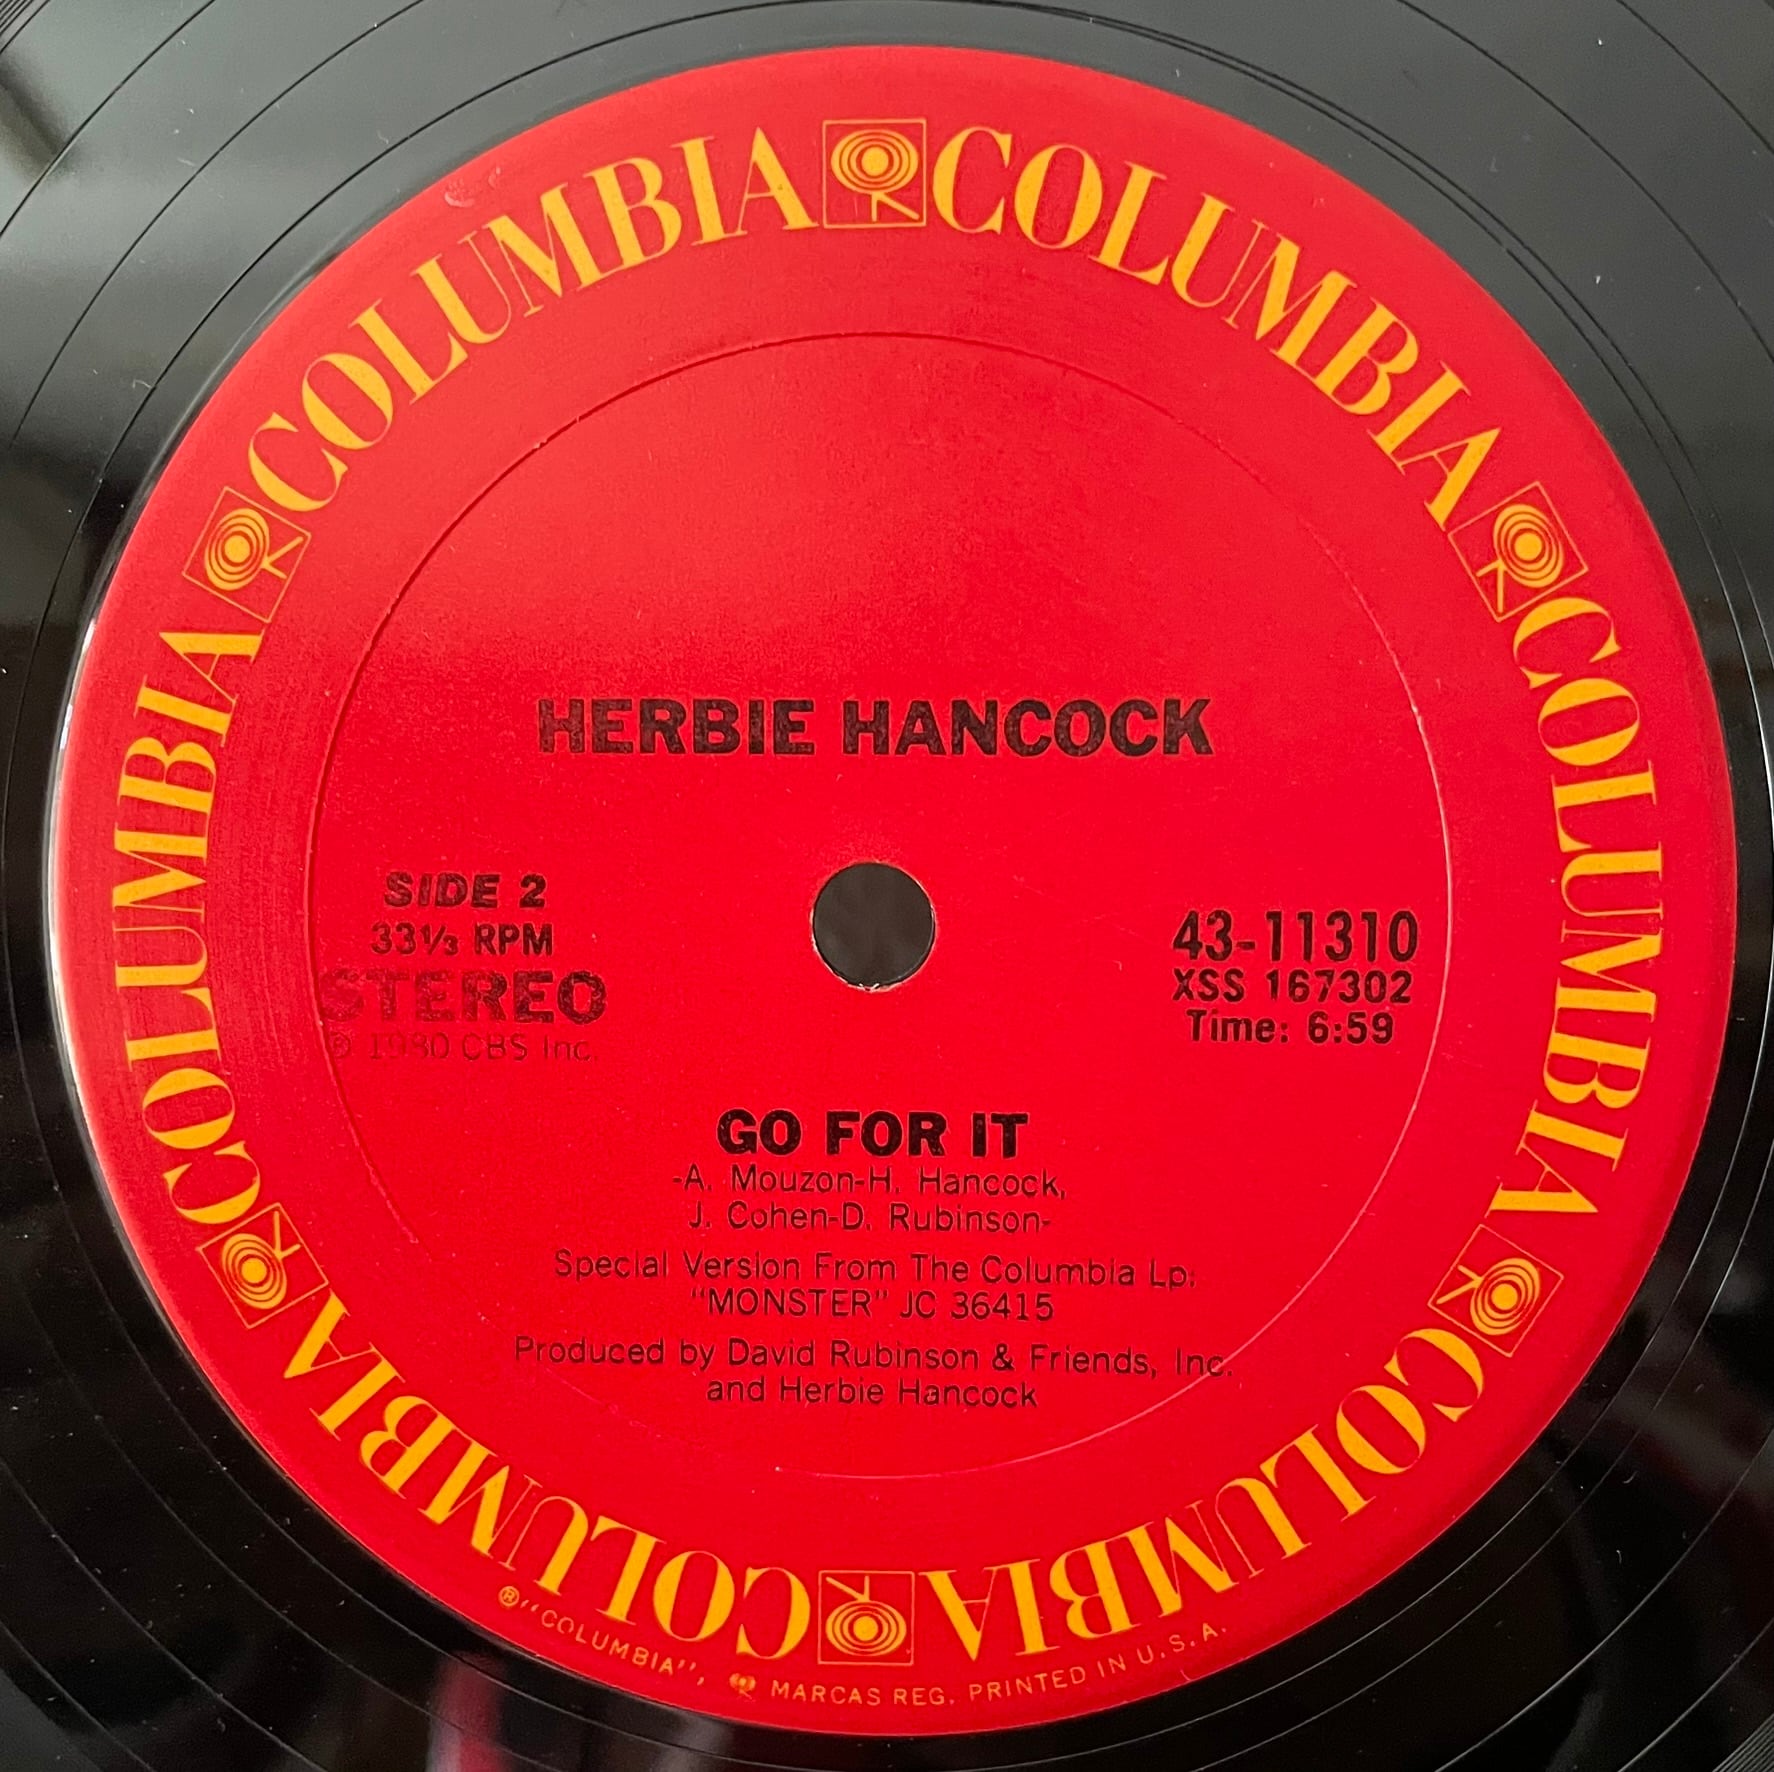 COLUMBIA COLUMBIA COLUMBIA COLUMBIA COLUMBIA COLUMBIA
HERBIE HANCOCK
SIDE 2
33⅓ RPM
STEREO
℗ 1980 CBS Inc.
43-11310
XSS 167302
Time: 6:59
GO FOR IT
-A. Mouzon-H. Hancock,
J. Cohen-D. Rubinson-
Special Version From The Columbia Lp:
"MONSTER" JC 36415
Produced by David Rubinson & Friends, Inc.
and Herbie Hancock
® "COLUMBIA", MARCAS REG. PRINTED IN U.S.A.